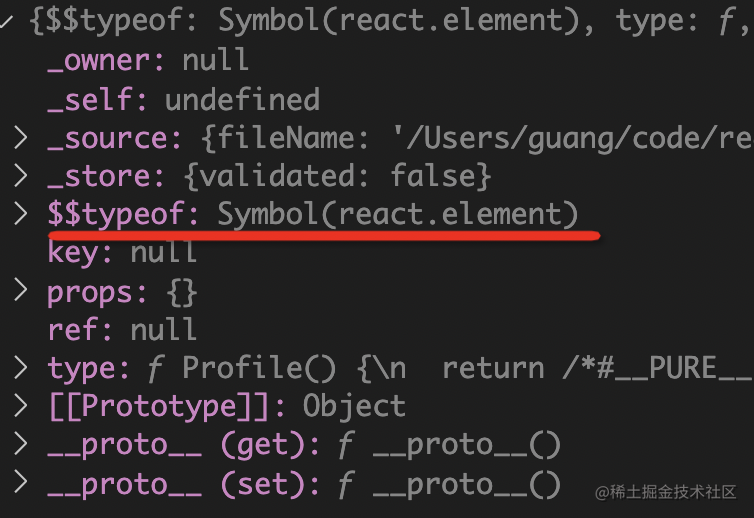 {$$typeof: Symbol(react.element), type: ƒ,
_owner: null
_self: undefined
_source: {fileName: '/Users/guang/code/re
_store: {validated: false}
$$typeof: Symbol(react.element)
key: null
props: {}
ref: null
type: ƒ Profile() {\n  return /*#__PURE__
[[Prototype]]: Object
__proto__ (get): ƒ __proto__()
__proto__ (set): ƒ __proto__()
@稀土掘金技术社区